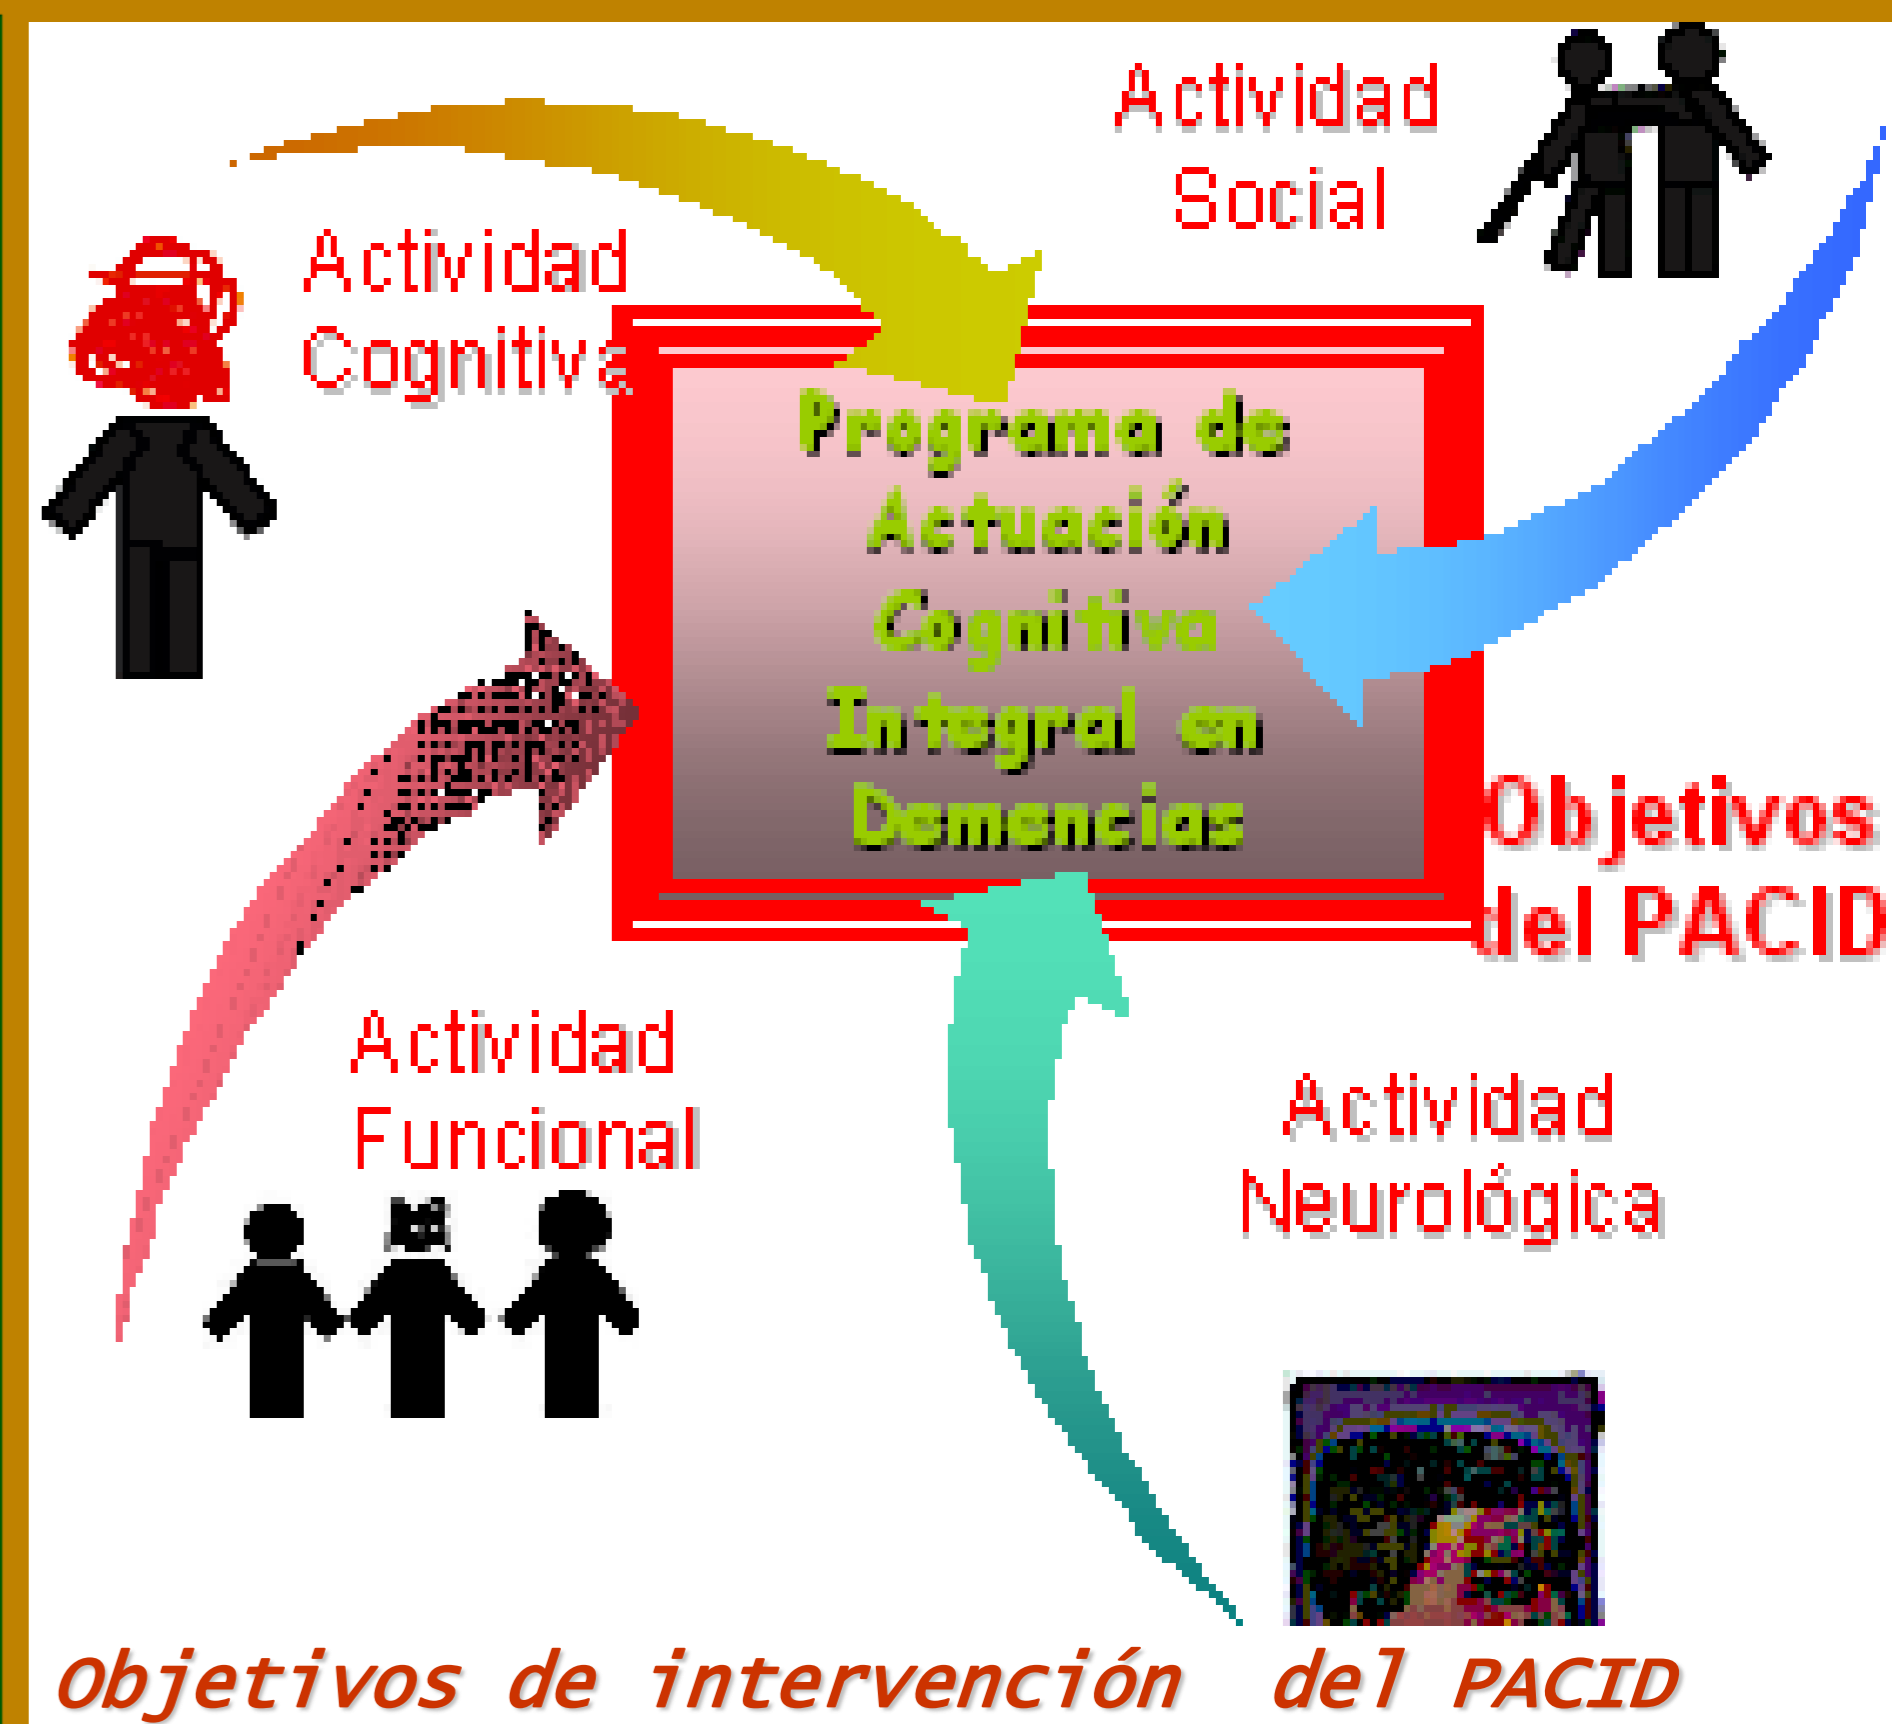 Actividad
Social
Actividad
Cognitiva
Programa de
Actuación
Cognitiva
Integral en
Demencias
Objetivos
del PACID
Actividad
Funcional
Actividad
Neurológica
Objetivos de intervención del PACID